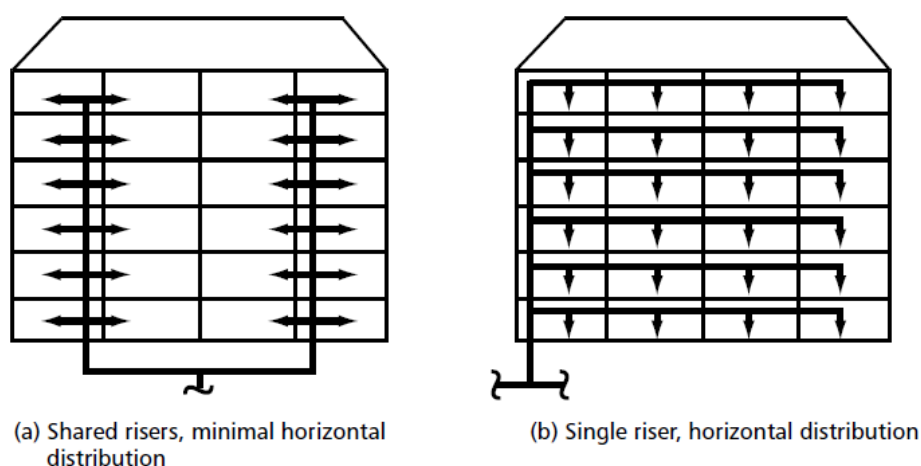 (a) Shared risers, minimal horizontal
distribution
(b) Single riser, horizontal distribution